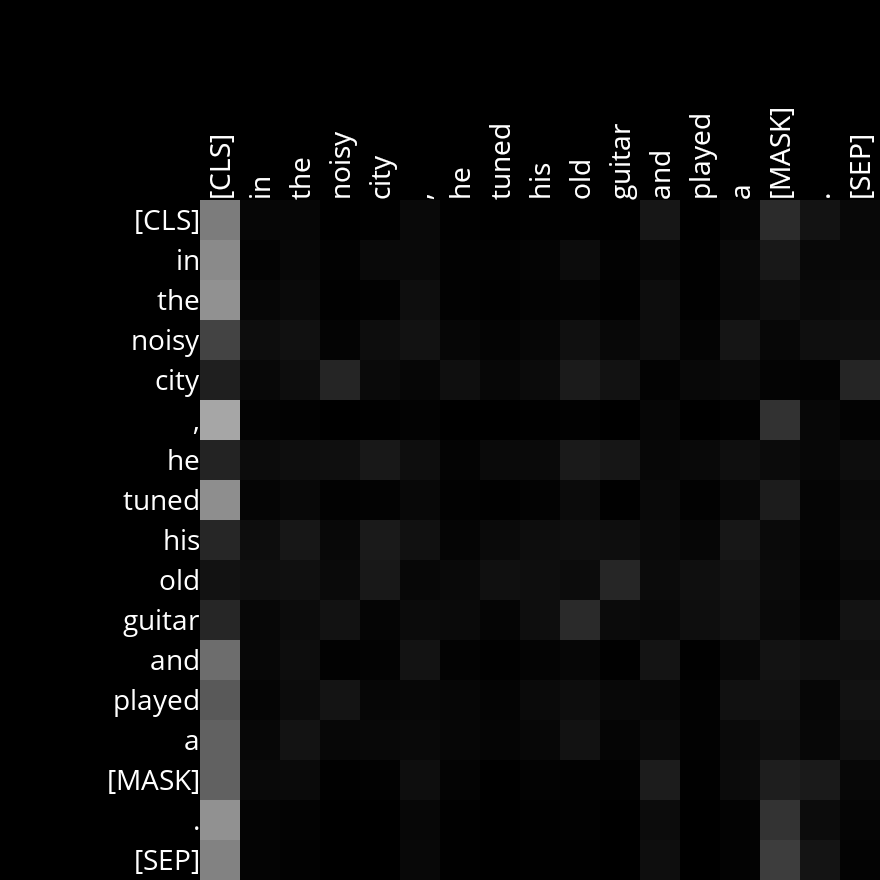 [CLS] in the noisy city , he tuned his old guitar and played a [MASK] . [SEP]
[CLS]
in
the
noisy
city
,
he
tuned
his
old
guitar
and
played
a
[MASK]
.
[SEP]